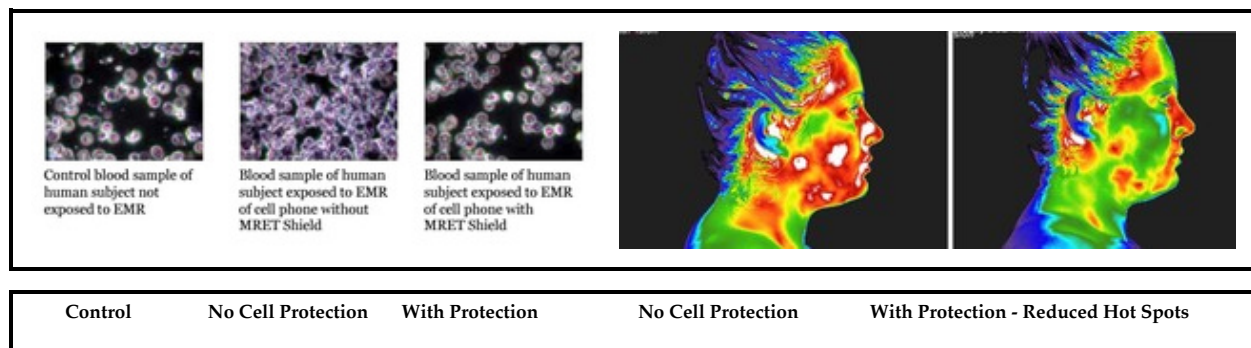 Control blood sample of
human subject not
exposed to EMR
Blood sample of human
subject exposed to EMR
of cell phone without
MRET Shield
Blood sample of human
subject exposed to EMR
of cell phone with
MRET Shield
Control
No Cell Protection
With Protection
No Cell Protection
With Protection - Reduced Hot Spots